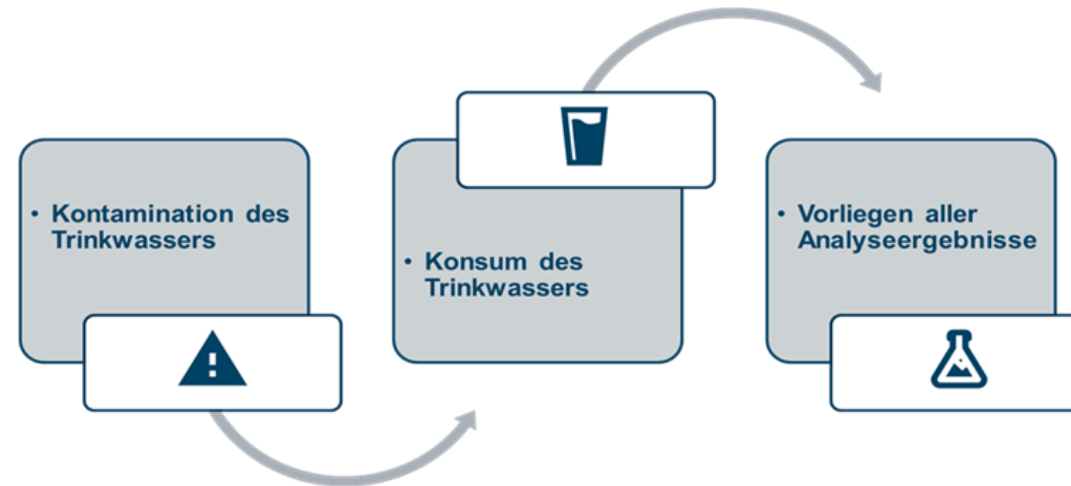 • Kontamination des
Trinkwassers
• Konsum des
Trinkwassers
• Vorliegen aller
Analyseergebnisse